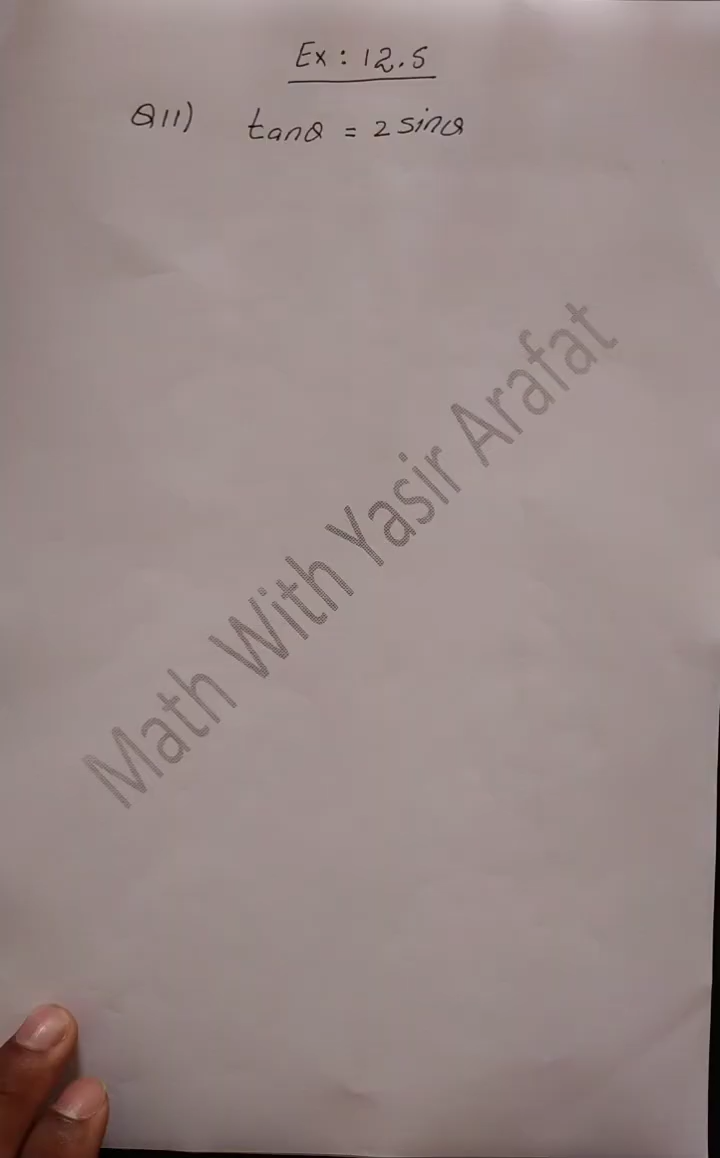 Ex : 12.5
Q11) tanθ = 2 sinθ
Math With Yasir Arafat